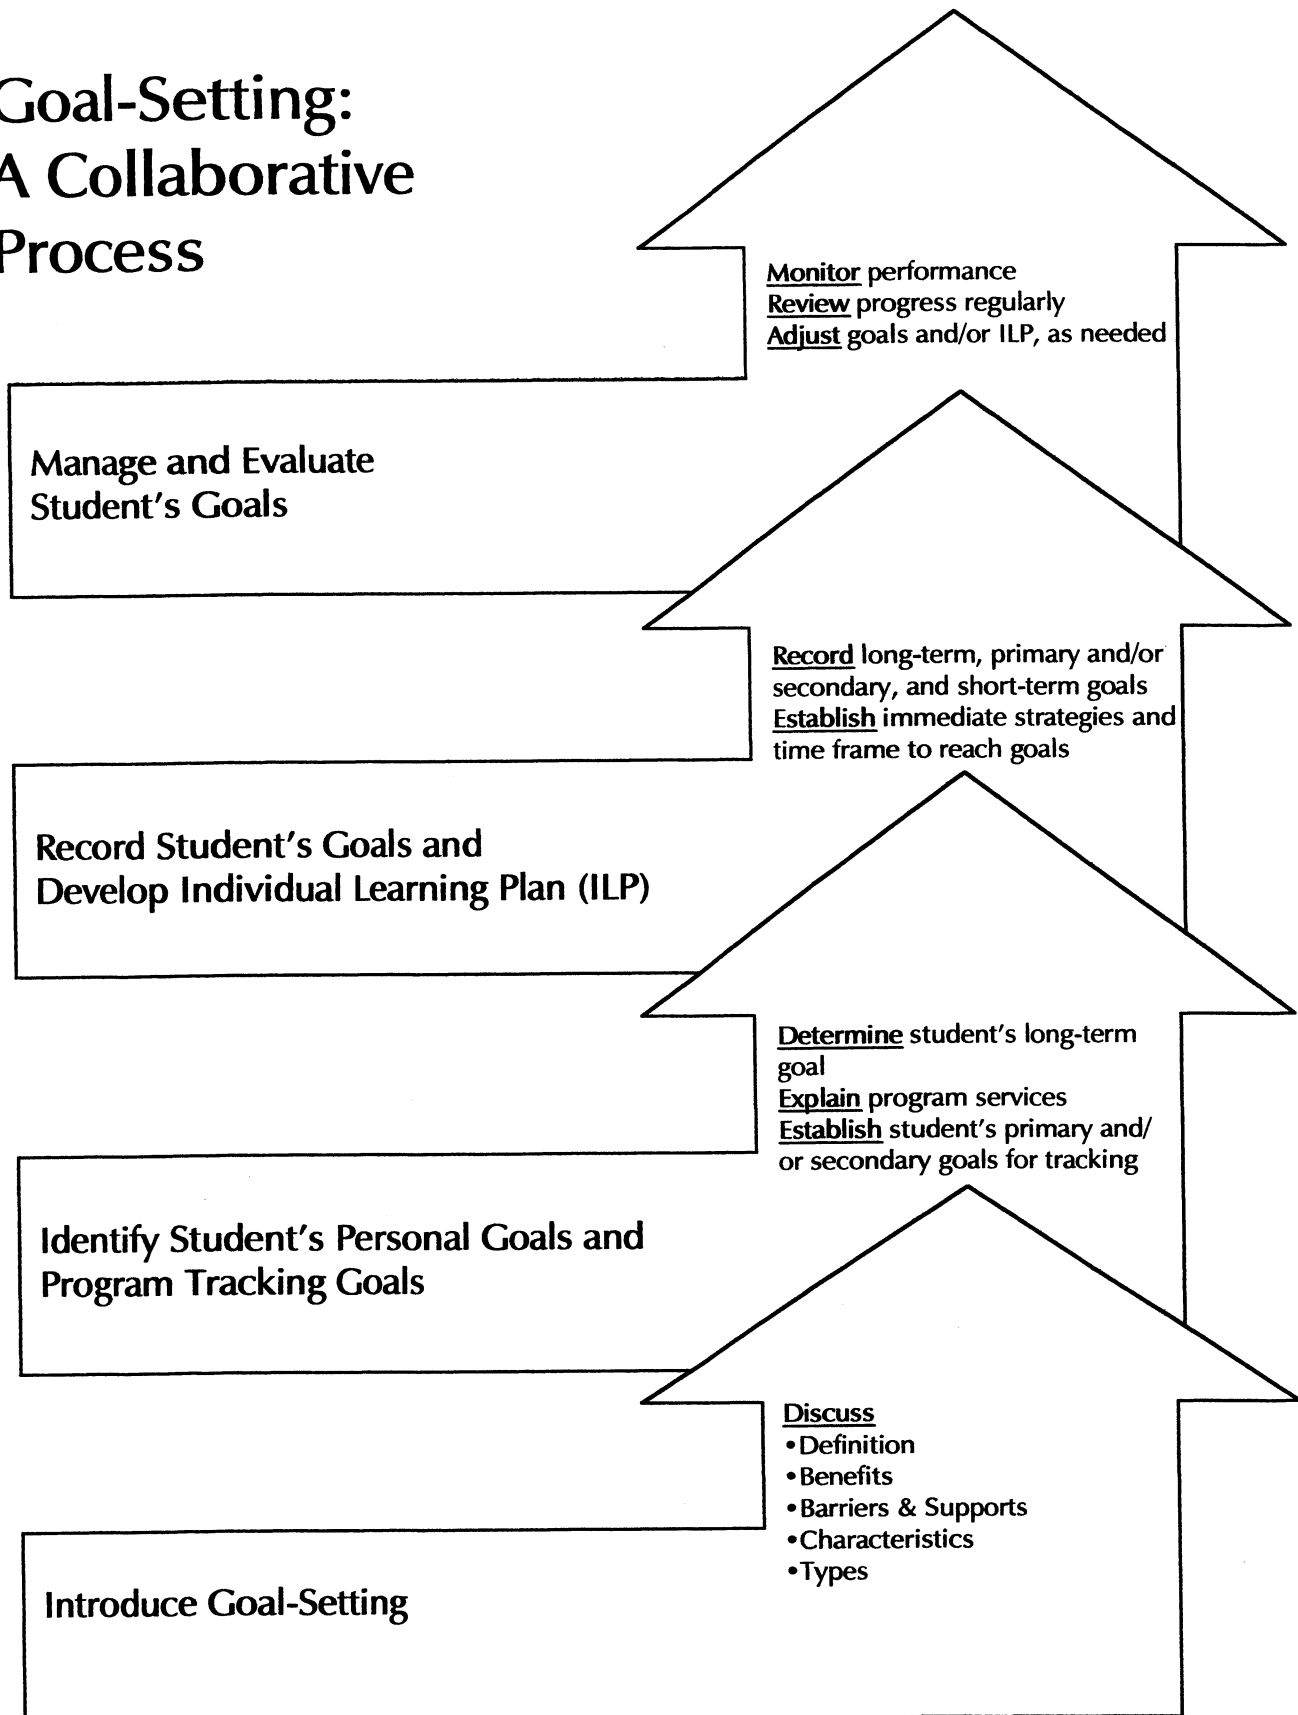 Goal-Setting:
A Collaborative
Process
Monitor performance
Review progress regularly
Adjust goals and/or ILP, as needed
Manage and Evaluate
Student's Goals
Record long-term, primary and/or
secondary, and short-term goals
Establish immediate strategies and
time frame to reach goals
Record Student's Goals and
Develop Individual Learning Plan (ILP)
Determine student's long-term
goal
Explain program services
Establish student's primary and/
or secondary goals for tracking
Identify Student's Personal Goals and
Program Tracking Goals
Discuss
•Definition
•Benefits
•Barriers & Supports
•Characteristics
•Types
Introduce Goal-Setting